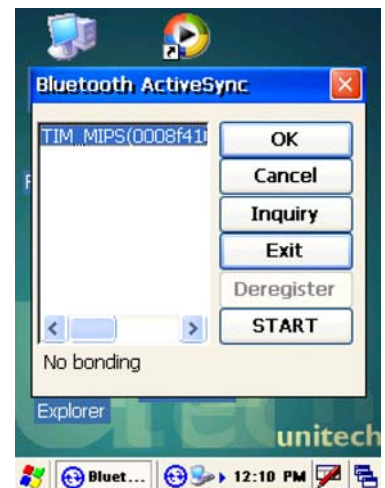 Bluetooth ActiveSync
TIM_MIPS(0008f41
OK
Cancel
Inquiry
Exit
Deregister
START
No bonding
Explorer
unitech
Bluet...
12:10 PM